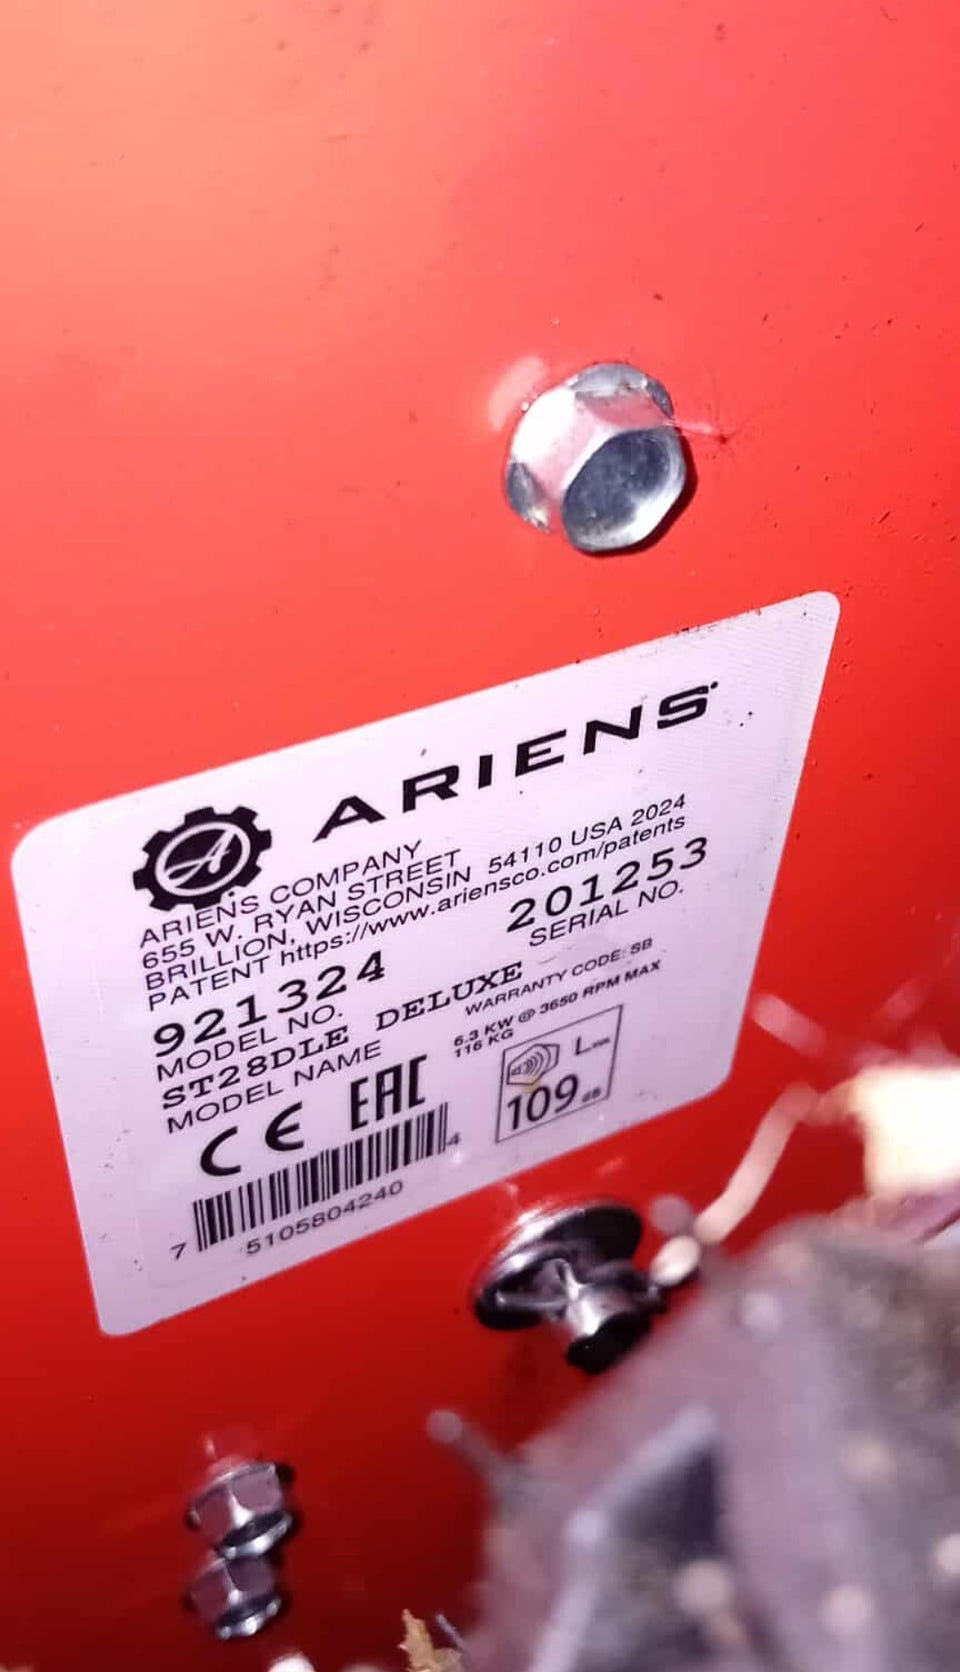 ARIENS
ARIENS COMPANY
655 W. RYAN STREET
BRILLION, WISCONSIN 54110 USA 2024
PATENT https://www.ariensco.com/patents
921324
MODEL NO.
201253
SERIAL NO.
ST28DLE DELUXE
MODEL NAME
WARRANTY CODE: SB
6.3 KW @ 3650 RPM MAX
116 KG
CE EAC
109 dB
7 5105804240 4